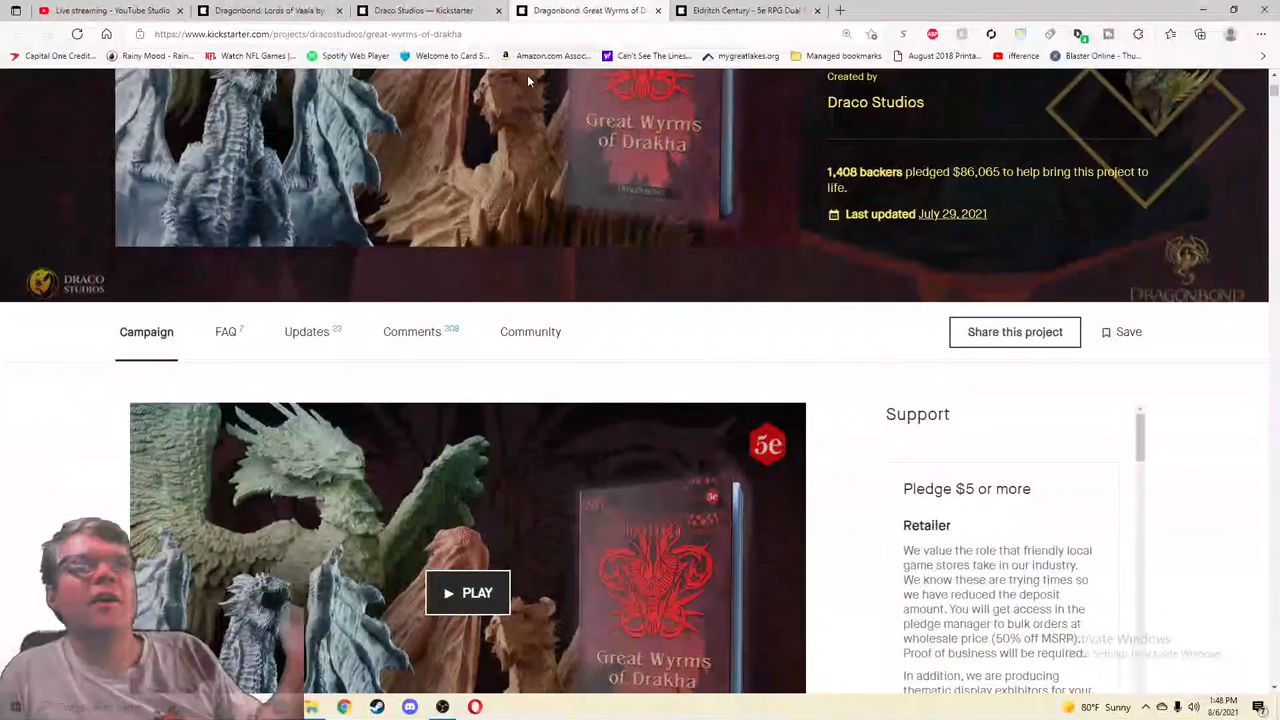 Live streaming - YouTube Studio
Dragonbond: Lords of Vaala by
Draco Studios — Kickstarter
Dragonbond: Great Wyrms of D
Eldritch Century - 5e RPG Dual
https://www.kickstarter.com/projects/dracostudios/great-wyrms-of-drakha
Capital One Credit...
Rainy Mood - Rain...
Watch NFL Games |...
Spotify Web Player
Welcome to Card S...
Amazon.com Assoc...
Can't See The Lines...
mygreatlakes.org
Managed bookmarks
August 2018 Printa...
ifference
Blaster Online - Thu...
Great Wyrms
of Drakha
Created by
Draco Studios
1,408 backers pledged $86,065 to help bring this project to
life.
Last updated July 29, 2021
DRACO
STUDIOS
DRAGONBOND
Campaign
FAQ 7
Updates 23
Comments 308
Community
Share this project
Save
5e
PLAY
Great Wyrms
of Drakha
Support
Pledge $5 or more
Retailer
We value the role that friendly local
game stores take in our industry.
We know these are trying times so
we have reduced the deposit
amount. You will get access in the
pledge manager to bulk orders at
wholesale price (50% off MSRP).
Proof of business will be required.
In addition, we are producing
thematic display exhibitors for your
80°F Sunny
1:48 PM
8/6/2021